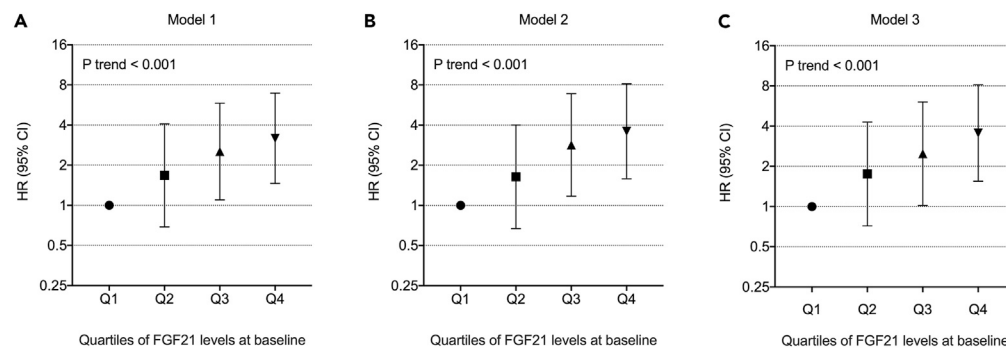 A
Model 1
HR (95% CI)
16
8
4
2
1
0.5
0.25
P trend < 0.001
Q1 Q2 Q3 Q4
Quartiles of FGF21 levels at baseline
B
Model 2
HR (95% CI)
16
8
4
2
1
0.5
0.25
P trend < 0.001
Q1 Q2 Q3 Q4
Quartiles of FGF21 levels at baseline
C
Model 3
HR (95% CI)
16
8
4
2
1
0.5
0.25
P trend < 0.001
Q1 Q2 Q3 Q4
Quartiles of FGF21 levels at baseline